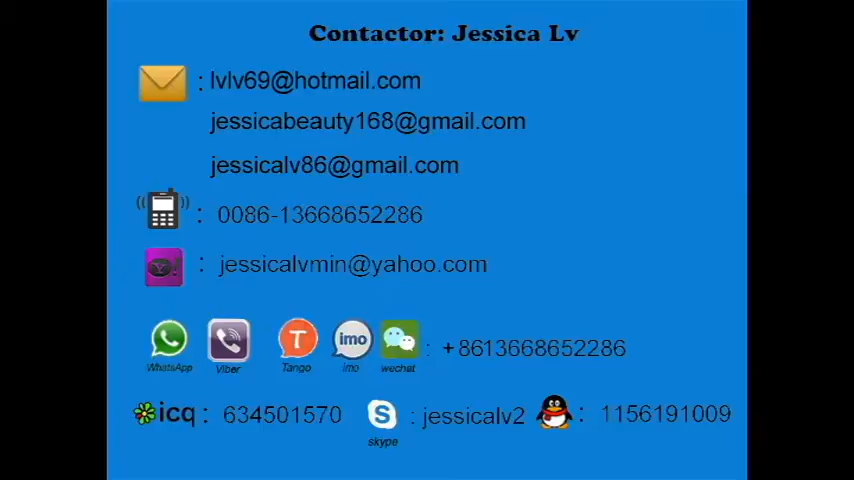 Contactor: Jessica Lv
: lvlv69@hotmail.com
jessicabeauty168@gmail.com
jessicalv86@gmail.com
: 0086-13668652286
: jessicalvmin@yahoo.com
T imo
WhatsApp Viber Tango imo wechat : +8613668652286
icq : 634501570 S : jessicalv2 : 1156191009
skype